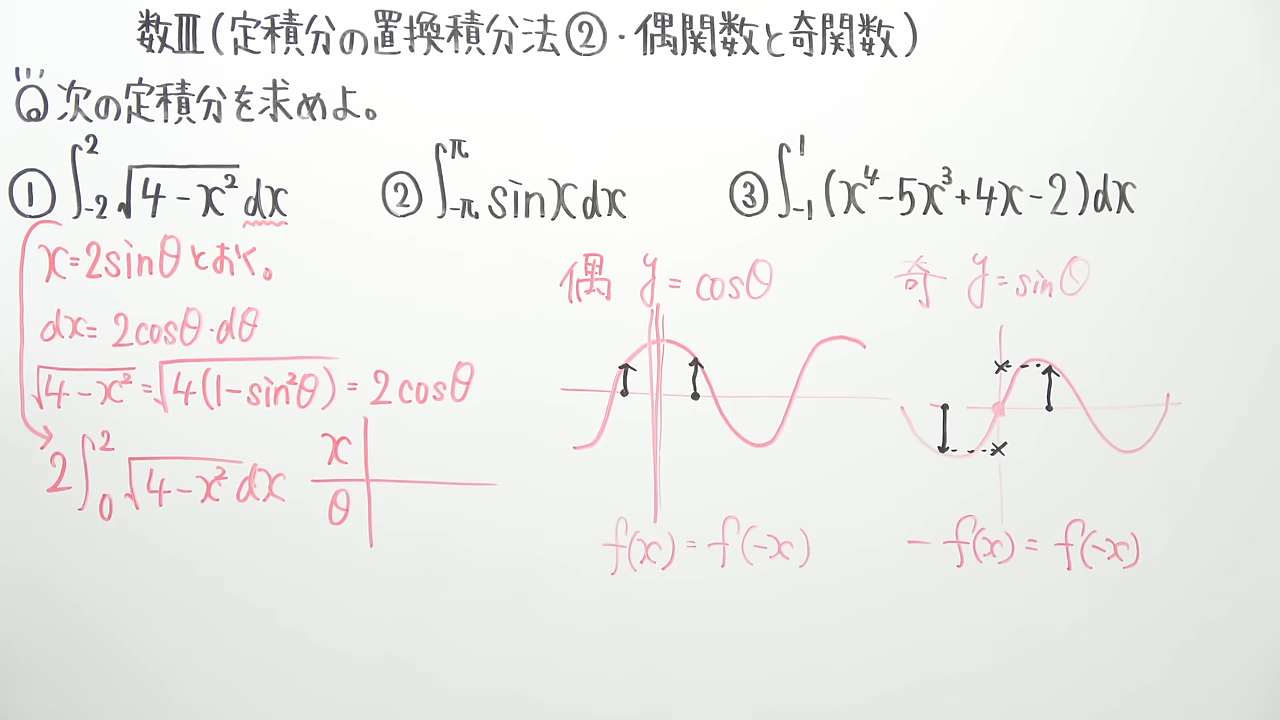 数Ⅲ(定積分の置換積分法②・偶関数と奇関数)
Q 次の定積分を求めよ。
① ∫_{-2}^{2} √(4-x²) dx ② ∫_{-π}^{π} sinxdx ③ ∫_{-1}^{1} (x⁴-5x³+4x-2)dx
x=2sinθとおく。
dx=2cosθ・dθ
√(4-x²)=√(4(1-sin²θ))=2cosθ
2∫_{0}^{2} √(4-x²) dx
x
θ
偶 y=cosθ
f(x)=f(-x)
奇 y=sinθ
-f(x)=f(-x)